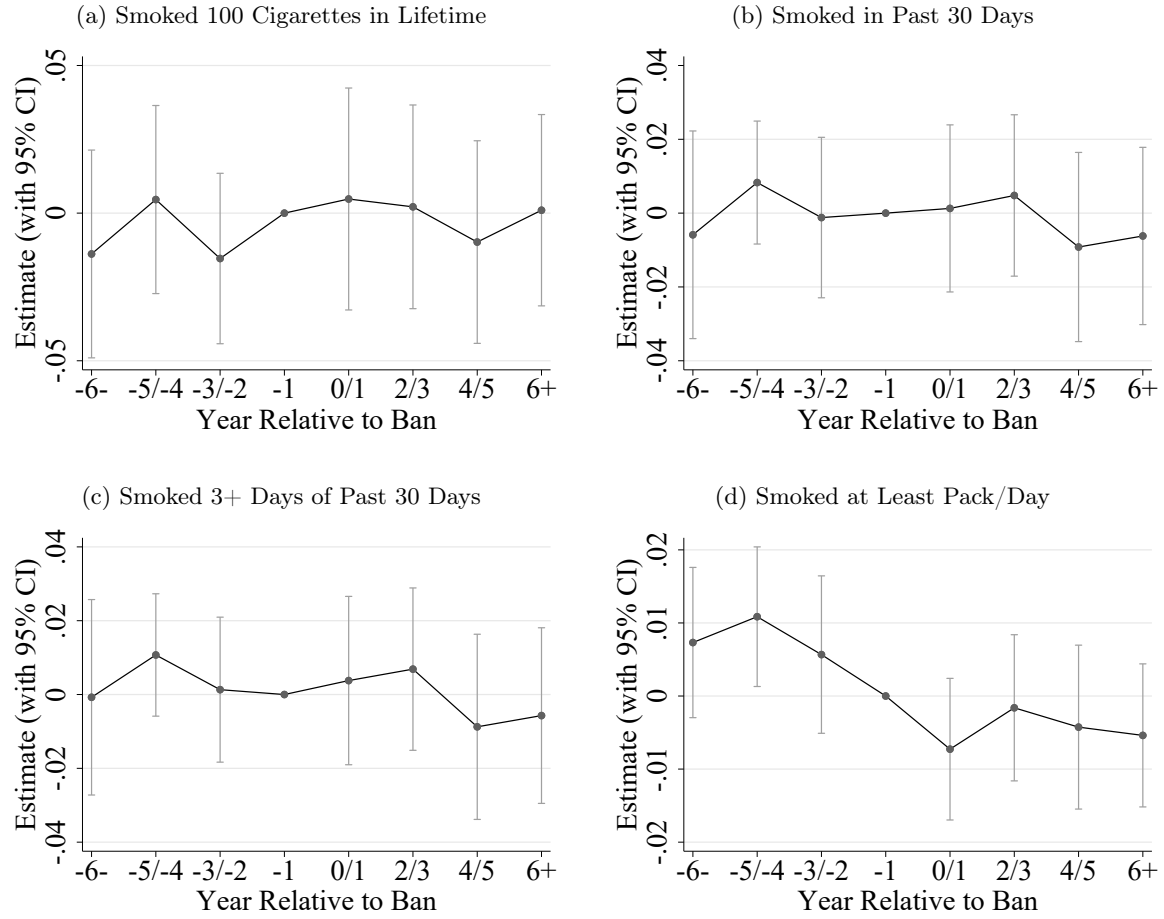 (a) Smoked 100 Cigarettes in Lifetime
Estimate (with 95% CI)
.05
0
-.05
-6- -5/-4 -3/-2 -1 0/1 2/3 4/5 6+
Year Relative to Ban
(b) Smoked in Past 30 Days
Estimate (with 95% CI)
.04
.02
0
-.02
-.04
-6- -5/-4 -3/-2 -1 0/1 2/3 4/5 6+
Year Relative to Ban
(c) Smoked 3+ Days of Past 30 Days
Estimate (with 95% CI)
.04
.02
0
-.02
-.04
-6- -5/-4 -3/-2 -1 0/1 2/3 4/5 6+
Year Relative to Ban
(d) Smoked at Least Pack/Day
Estimate (with 95% CI)
.02
.01
0
-.01
-.02
-6- -5/-4 -3/-2 -1 0/1 2/3 4/5 6+
Year Relative to Ban